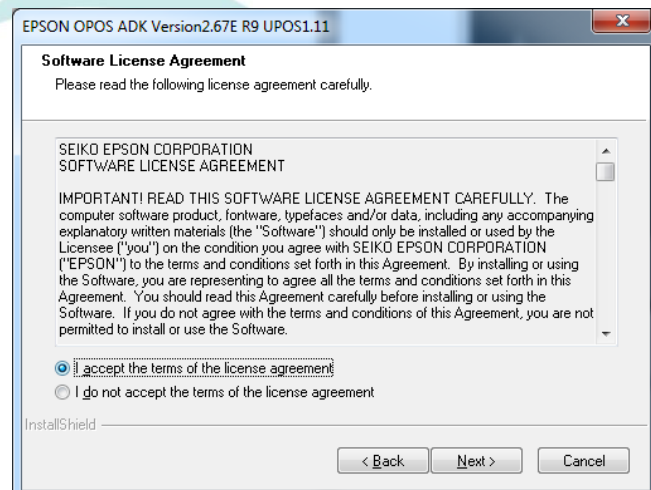 EPSON OPOS ADK Version2.67E R9 UPOS1.11
Software License Agreement
Please read the following license agreement carefully.
SEIKO EPSON CORPORATION
SOFTWARE LICENSE AGREEMENT
IMPORTANT! READ THIS SOFTWARE LICENSE AGREEMENT CAREFULLY. The
computer software product, fontware, typefaces and/or data, including any accompanying
explanatory written materials (the "Software") should only be installed or used by the
Licensee ("you") on the condition you agree with SEIKO EPSON CORPORATION
("EPSON") to the terms and conditions set forth in this Agreement. By installing or using
the Software, you are representing to agree all the terms and conditions set forth in this
Agreement. You should read this Agreement carefully before installing or using the
Software. If you do not agree with the terms and conditions of this Agreement, you are not
permitted to install or use the Software.
I accept the terms of the license agreement
I do not accept the terms of the license agreement
InstallShield
< Back Next > Cancel